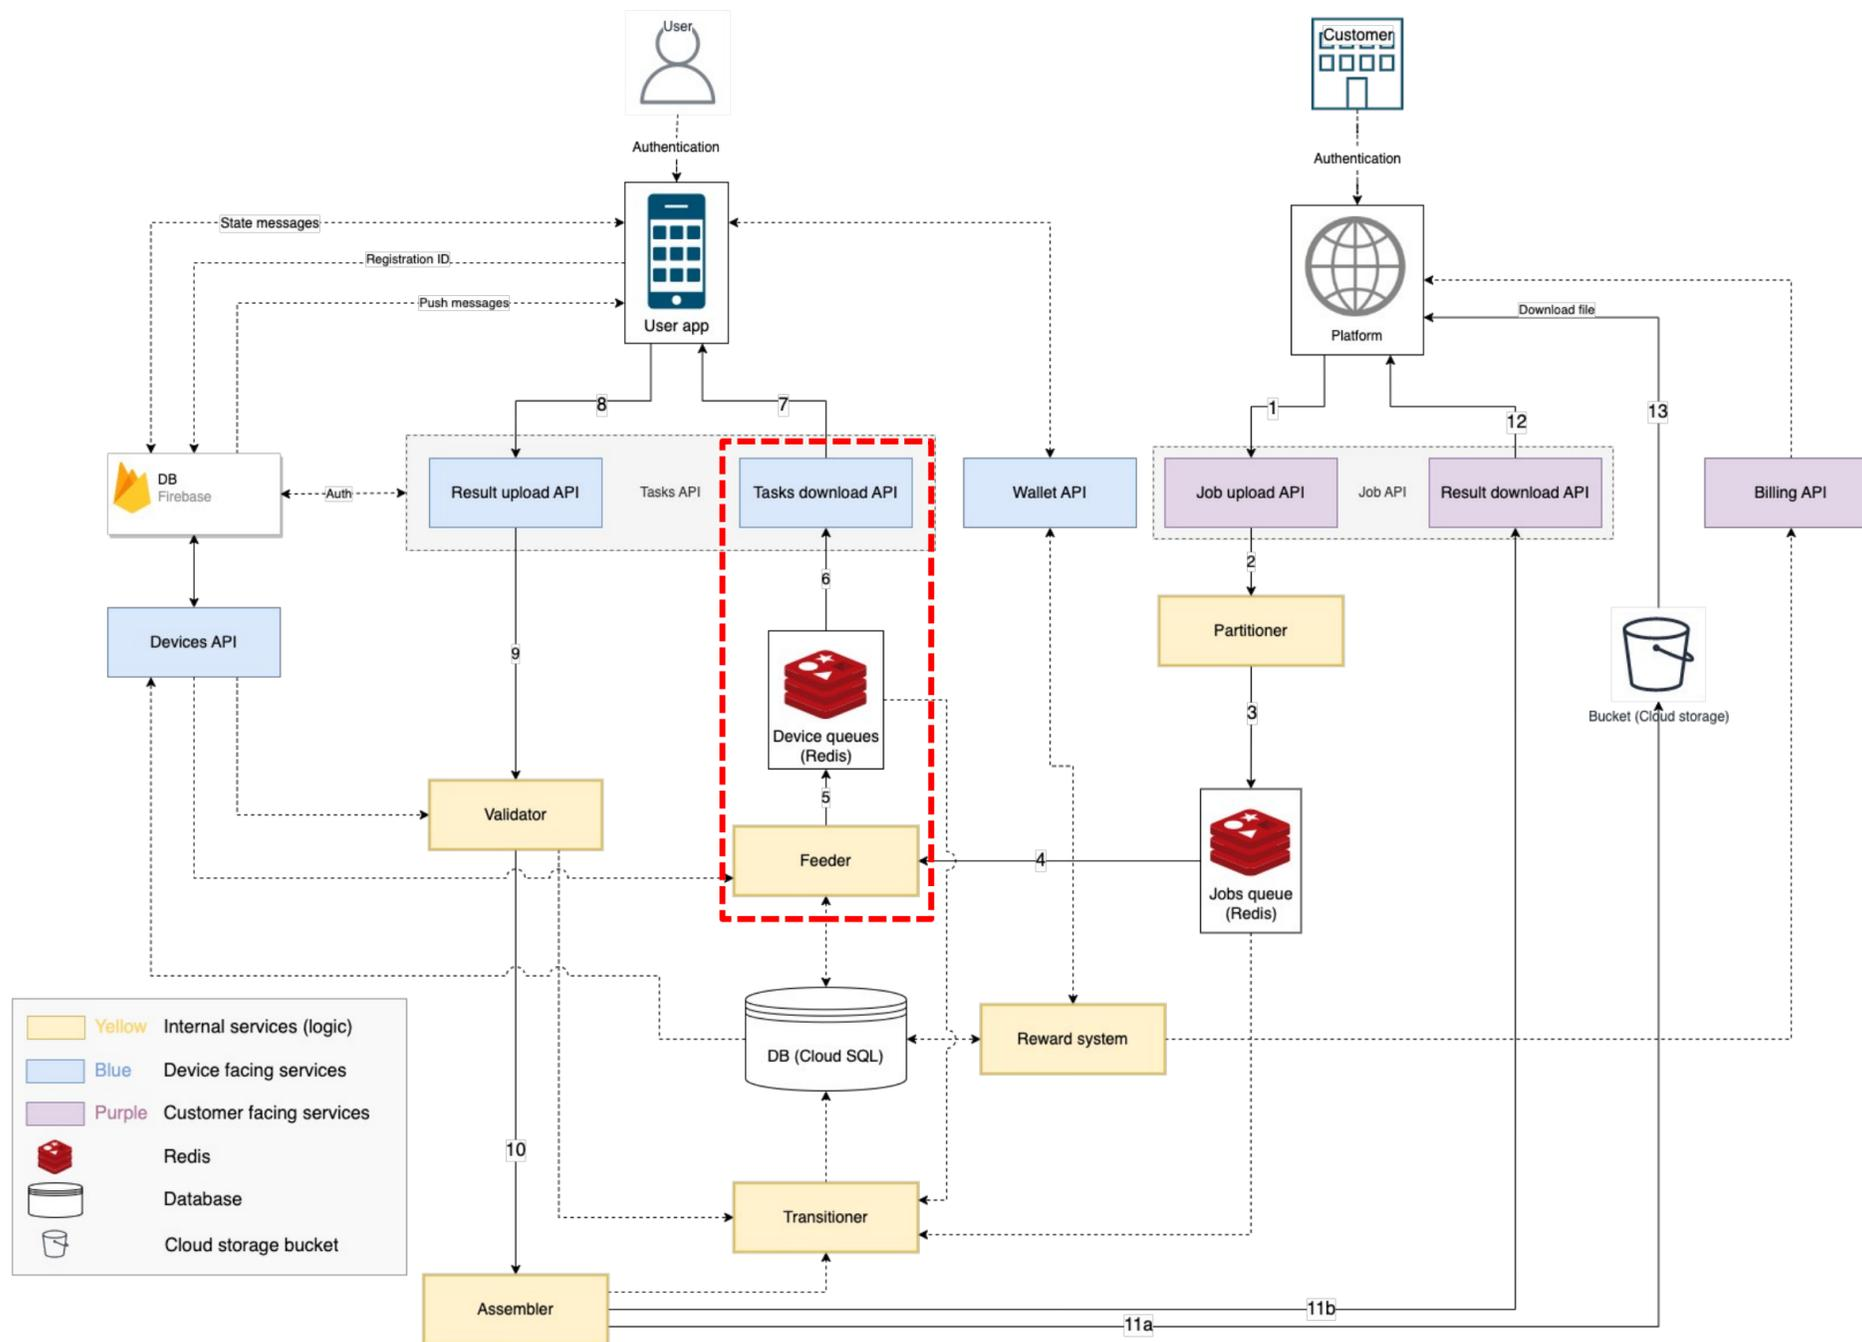 User
Customer
Authentication
Authentication
State messages
Registration ID
Push messages
User app
Platform
Download file
8
7
1
12
13
DB
Firebase
Auth
Result upload API
Tasks API
Tasks download API
Wallet API
Job upload API
Job API
Result download API
Billing API
6
2
Devices API
Partitioner
9
3
Device queues
(Redis)
Bucket (Cloud storage)
5
Validator
Feeder
4
Jobs queue
(Redis)
Yellow Internal services (logic)
Blue Device facing services
Purple Customer facing services
Redis
Database
Cloud storage bucket
DB (Cloud SQL)
Reward system
10
Transitioner
Assembler
11b
11a